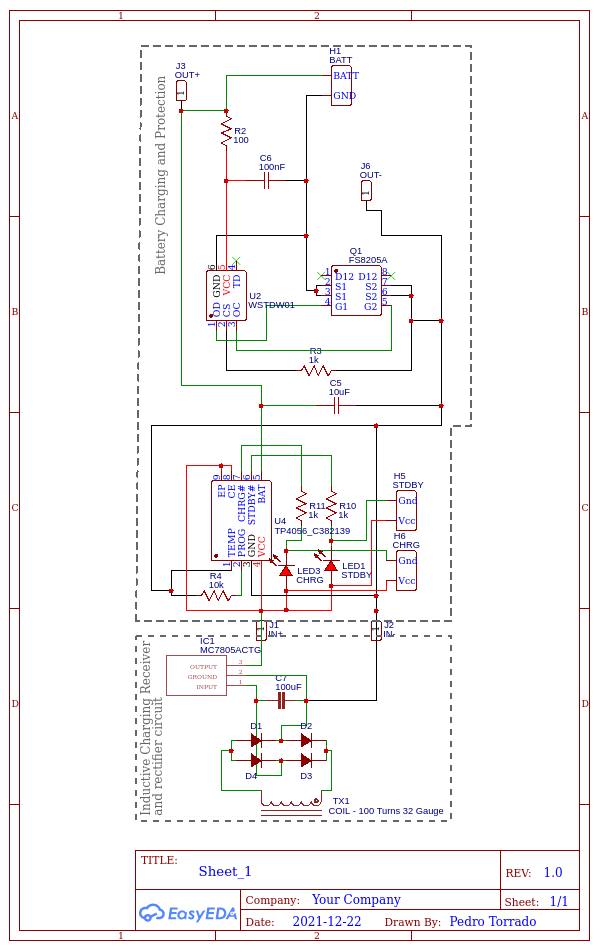 1
2
J3
OUT+
1
H1
BATT
BATT
GND
A
A
Battery Charging and Protection
R2
100
C6
100nF
J6
OUT-
1
Q1
FS8205A
1
2
3
4
D12
S1
S1
G1
D12
S2
S2
G2
8
7
6
5
6
5
4
GND
VCC
TD
OD
CS
OC
1
2
3
U2
WSTDW01
B
B
R3
1k
C5
10uF
C
C
9
8
7
6
5
EP
CE
CHRG#
STDBY#
BAT
TEMP
PROG
GND
VCC
1
2
3
4
U4
TP4056_C382139
R11
1k
R10
1k
H5
STDBY
Gnd
Vcc
H6
CHRG
Gnd
Vcc
LED3
CHRG
LED1
STDBY
R4
10k
J1
IN+
1
J2
IN-
1
IC1
MC7805ACTG
OUTPUT
GROUND
INPUT
3
2
1
C7
100uF
D
D
Inductive Charging Receiver
and rectifier circuit
D1
D2
D4
D3
TX1
COIL - 100 Turns 32 Gauge
TITLE:
Sheet_1
REV: 1.0
EasyEDA
Company: Your Company
Sheet: 1/1
Date: 2021-12-22
Drawn By: Pedro Torrado
1
2